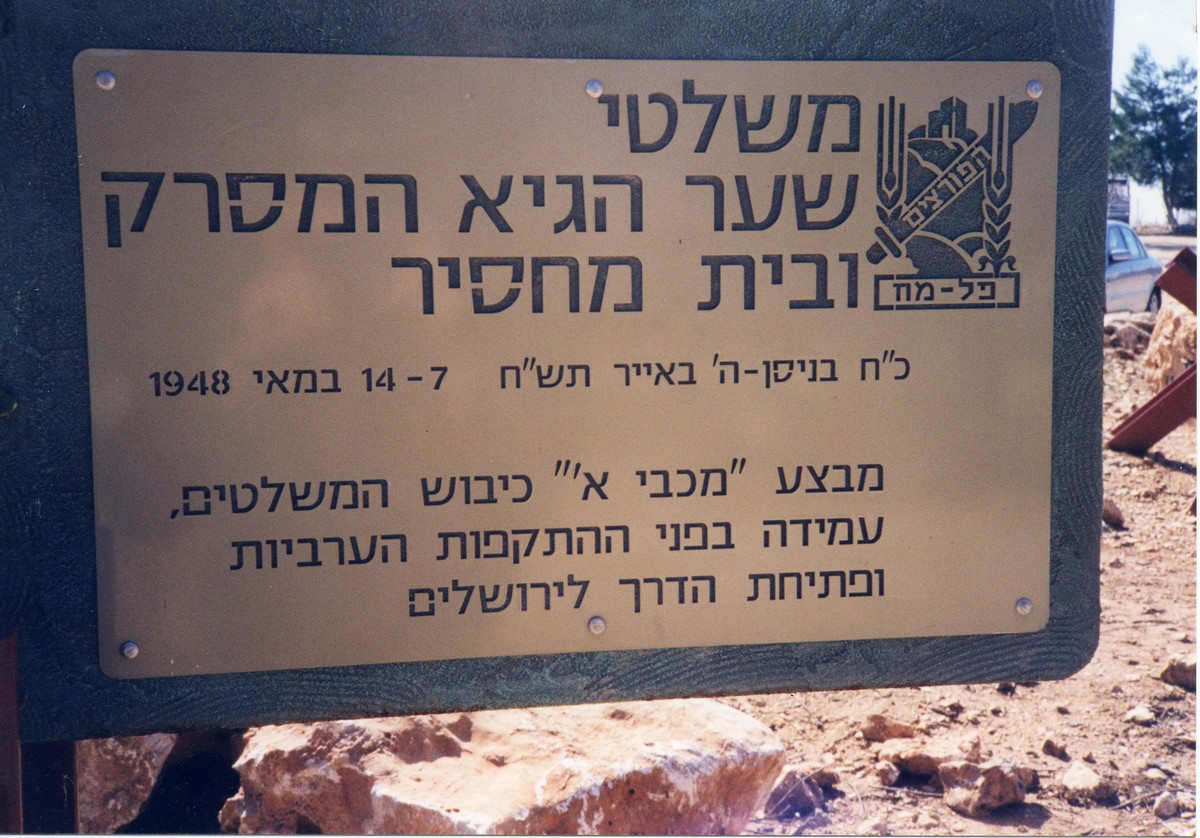 משלטי
שער הגיא המסרק
ובית מחסיר
הפורצים
פל-מח
כ"ח בניסן-ה' באייר תש"ח 7-14 במאי 1948
מבצע "מכבי א'" כיבוש המשלטים,
עמידה בפני ההתקפות הערביות
ופתיחת הדרך לירושלים